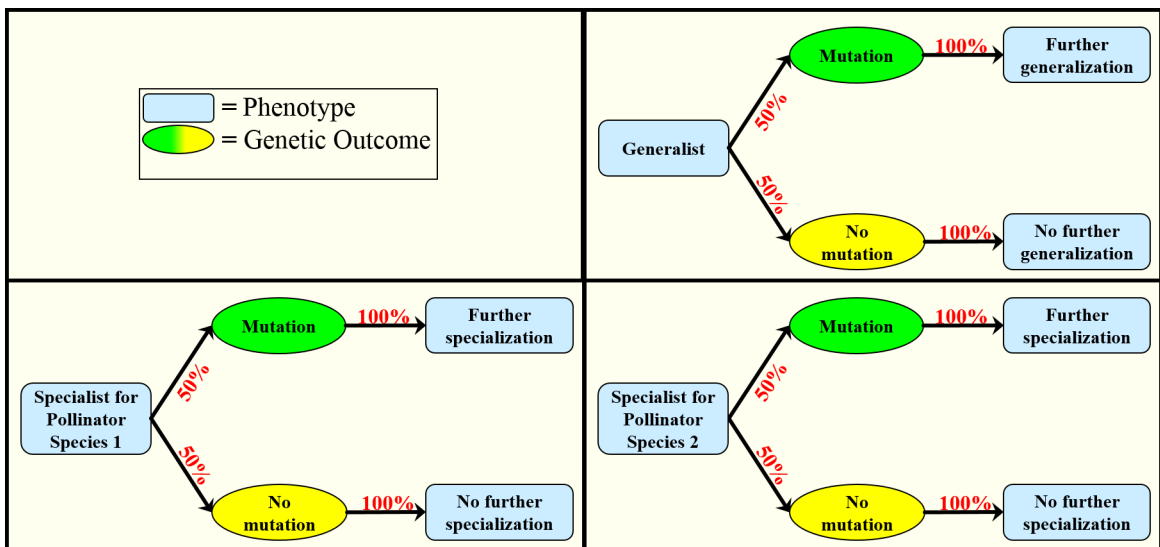 = Phenotype
= Genetic Outcome
Generalist
50%
50%
Mutation
100%
Further
generalization
No
mutation
100%
No further
generalization
Specialist for
Pollinator
Species 1
50%
50%
Mutation
100%
Further
specialization
No
mutation
100%
No further
specialization
Specialist for
Pollinator
Species 2
50%
50%
Mutation
100%
Further
specialization
No
mutation
100%
No further
specialization